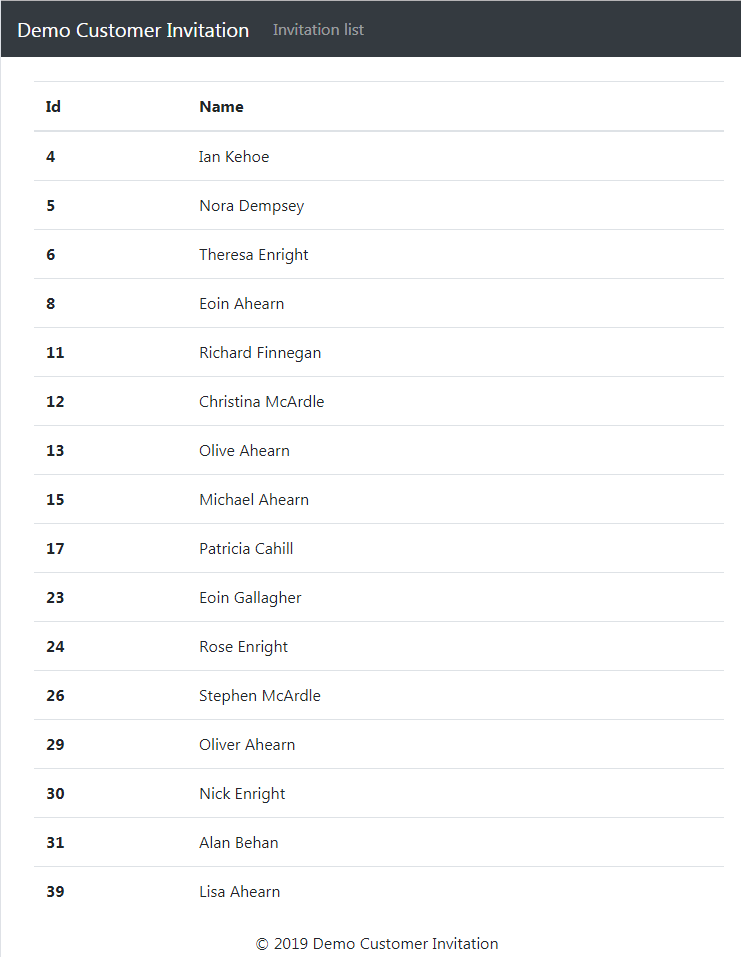 Demo Customer Invitation Invitation list
Id Name
4 Ian Kehoe
5 Nora Dempsey
6 Theresa Enright
8 Eoin Ahearn
11 Richard Finnegan
12 Christina McArdle
13 Olive Ahearn
15 Michael Ahearn
17 Patricia Cahill
23 Eoin Gallagher
24 Rose Enright
26 Stephen McArdle
29 Oliver Ahearn
30 Nick Enright
31 Alan Behan
39 Lisa Ahearn
© 2019 Demo Customer Invitation